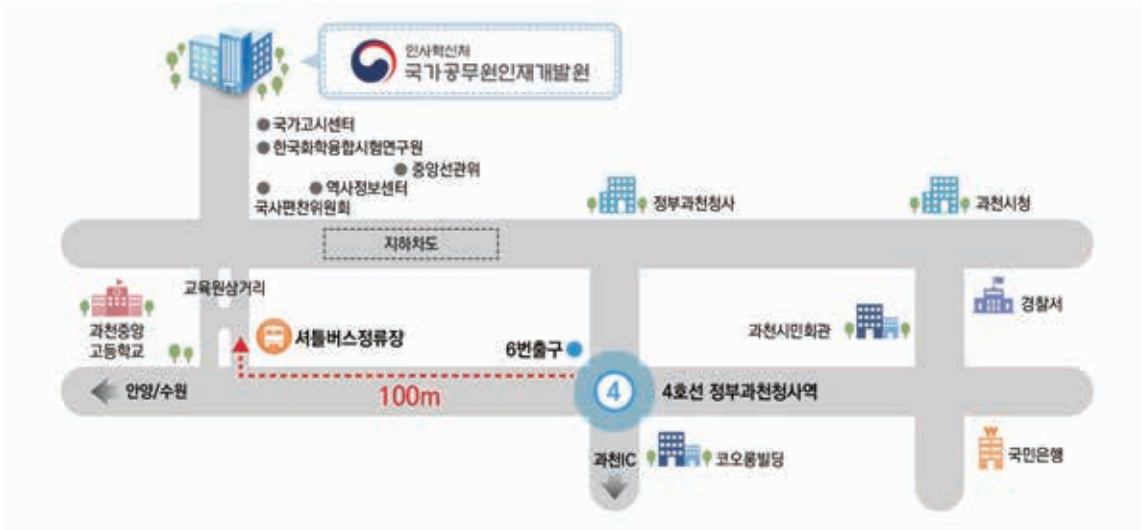 인사혁신처
국가공무원인재개발원
국가고시센터
한국화학융합시험연구원
중앙선관위
역사정보센터
국사편찬위원회
정부과천청사
과천시청
지하차도
교육원삼거리
과천중앙
고등학교
셔틀버스정류장
6번출구
과천시민회관
경찰서
안양/수원
100m
4
4호선 정부과천청사역
과천IC
코오롱빌딩
국민은행